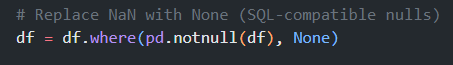 # Replace NaN with None (SQL-compatible nulls)
df = df.where(pd.notnull(df), None)